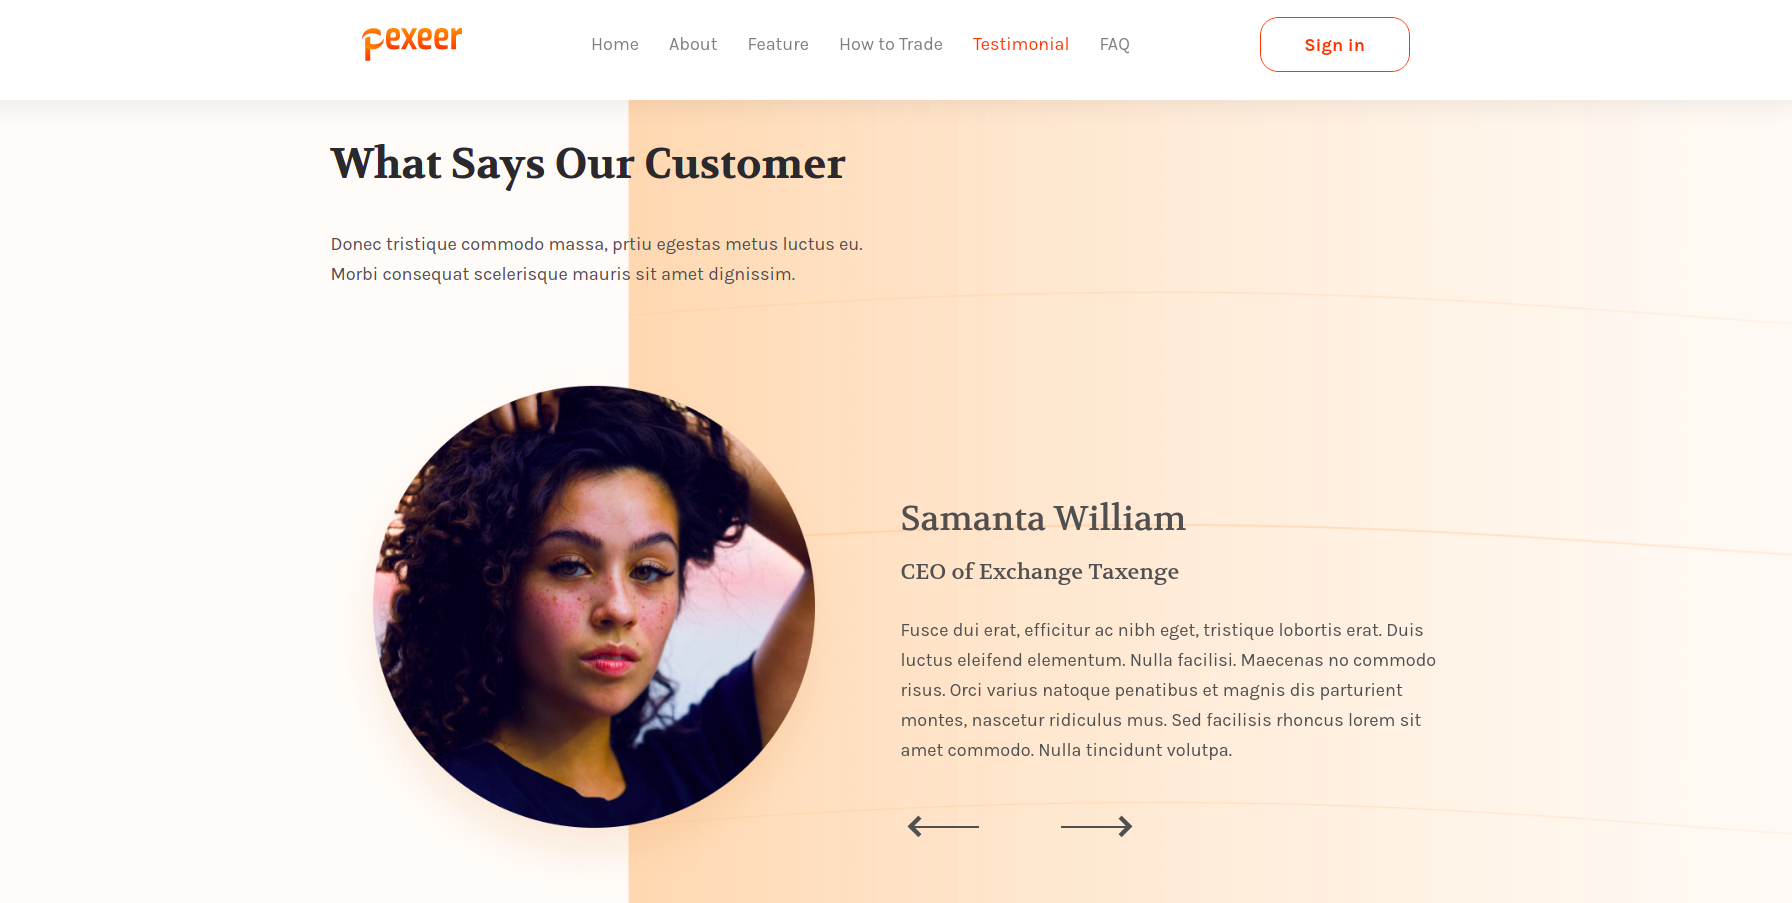 Pexeer
Home About Feature How to Trade Testimonial FAQ
Sign in
What Says Our Customer
Donec tristique commodo massa, prtiu egestas metus luctus eu.
Morbi consequat scelerisque mauris sit amet dignissim.
Samanta William
CEO of Exchange Taxenge
Fusce dui erat, efficitur ac nibh eget, tristique lobortis erat. Duis
luctus eleifend elementum. Nulla facilisi. Maecenas no commodo
risus. Orci varius natoque penatibus et magnis dis parturient
montes, nascetur ridiculus mus. Sed facilisis rhoncus lorem sit
amet commodo. Nulla tincidunt volutpa.